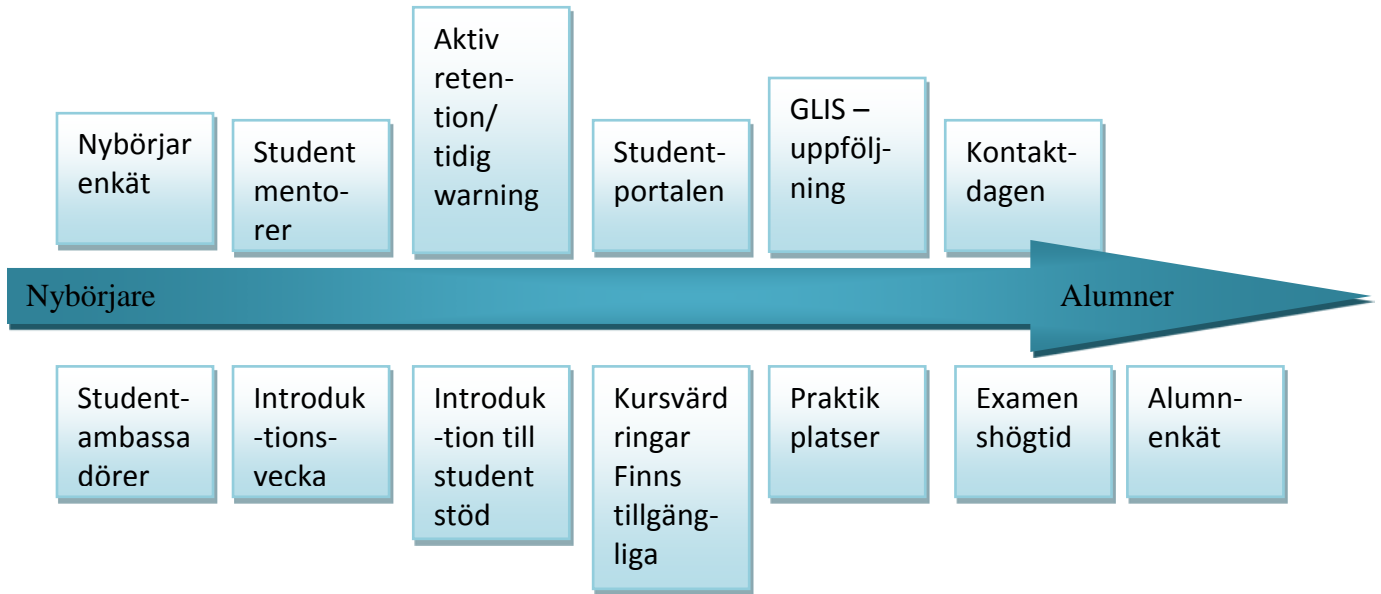 Nybörjar
enkät
Student
mento-
rer
Aktiv
reten-
tion/
tidig
warning
Student-
portalen
GLIS –
uppfölj-
ning
Kontakt-
dagen
Nybörjare
Alumner
Student-
ambassa
dörer
Introduk
-tions-
vecka
Introduk
-tion till
student
stöd
Kursvärd
ringar
Finns
tillgäng-
liga
Praktik
platser
Examen
shögtid
Alumn-
enkät